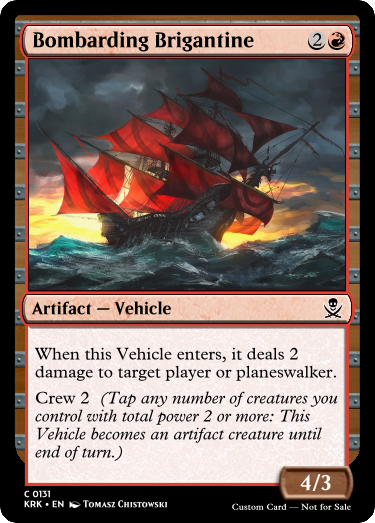 Bombarding Brigantine 2
Artifact — Vehicle
When this Vehicle enters, it deals 2
damage to target player or planeswalker.
Crew 2 (Tap any number of creatures you
control with total power 2 or more: This
Vehicle becomes an artifact creature until
end of turn.)
4/3
C 0131
KRK • EN Tomasz Chistowski
Custom Card — Not for Sale